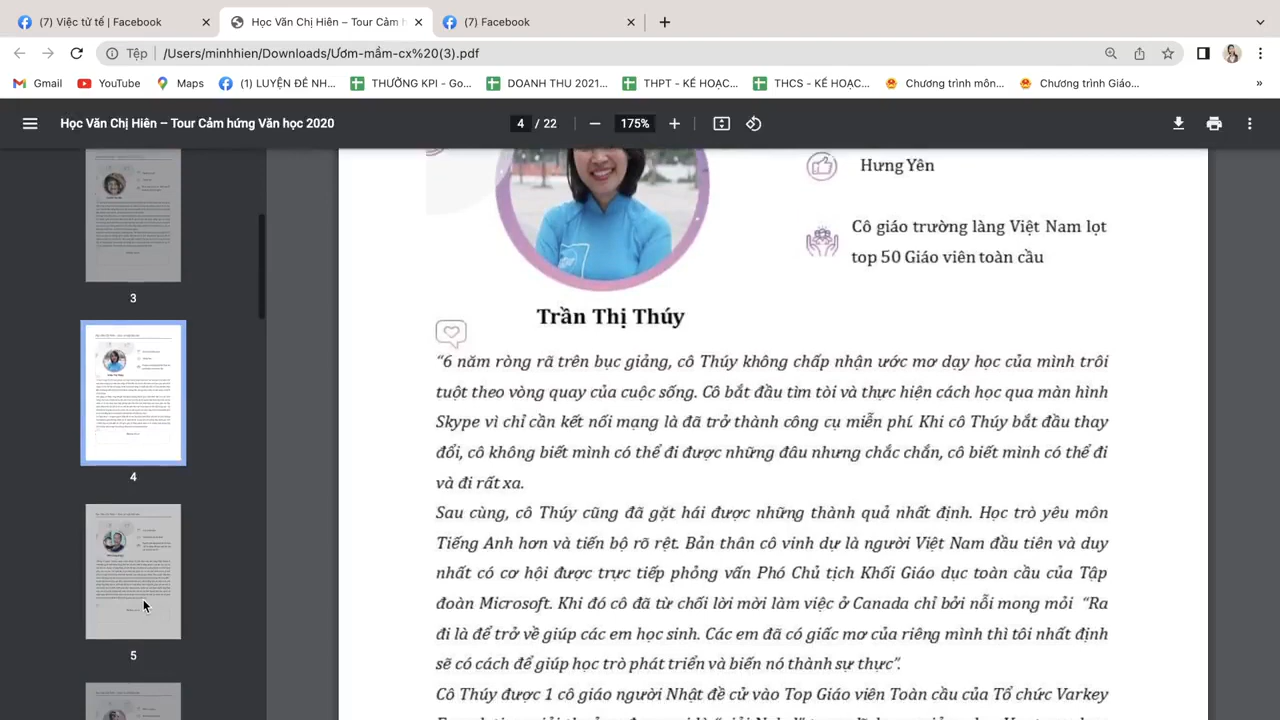 (7) Việc tử tế | Facebook
Học Văn Chị Hiên – Tour Cảm h
(7) Facebook
Tệp
/Users/minhhien/Downloads/Ươm-mầm-cx%20(3).pdf
Gmail
YouTube
Maps
(1) LUYỆN ĐỀ NH...
THƯỞNG KPI - Go...
DOANH THU 2021...
THPT - KẾ HOẠC...
THCS - KẾ HOẠC...
Chương trình môn...
Chương trình Giáo...
»
Học Văn Chị Hiên – Tour Cảm hứng Văn học 2020
4 / 22
175%
3
4
5
Hưng Yên
Cô giáo trường làng Việt Nam lọt
top 50 Giáo viên toàn cầu
Trần Thị Thúy
“6 năm ròng rã trên bục giảng, cô Thúy không chấp nhận ước mơ dạy học của mình trôi
tuột theo vòng quay của cuộc sống. Cô bắt đầu tìm tòi và thực hiện cách học qua màn hình
Skype vì chỉ cần kết nối mạng là đã trở thành công cụ miễn phí. Khi cô Thúy bắt đầu thay
đổi, cô không biết mình có thể đi được những đâu nhưng chắc chắn, cô biết mình có thể đi
và đi rất xa.
Sau cùng, cô Thúy cũng đã gặt hái được những thành quả nhất định. Học trò yêu môn
Tiếng Anh hơn và tiến bộ rõ rệt. Bản thân cô vinh dự là người Việt Nam đầu tiên và duy
nhất có cơ hội được trực tiếp phỏng vấn Phó chủ tịch Khối Giáo dục toàn cầu của Tập
đoàn Microsoft. Khi đó cô đã từ chối lời mời làm việc ở Canada chỉ bởi nỗi mong mỏi “Ra
đi là để trở về giúp các em học sinh. Các em đã có giấc mơ của riêng mình thì tôi nhất định
sẽ có cách để giúp học trò phát triển và biến nó thành sự thực”.
Cô Thúy được 1 cô giáo người Nhật đề cử vào Top Giáo viên Toàn cầu của Tổ chức Varkey